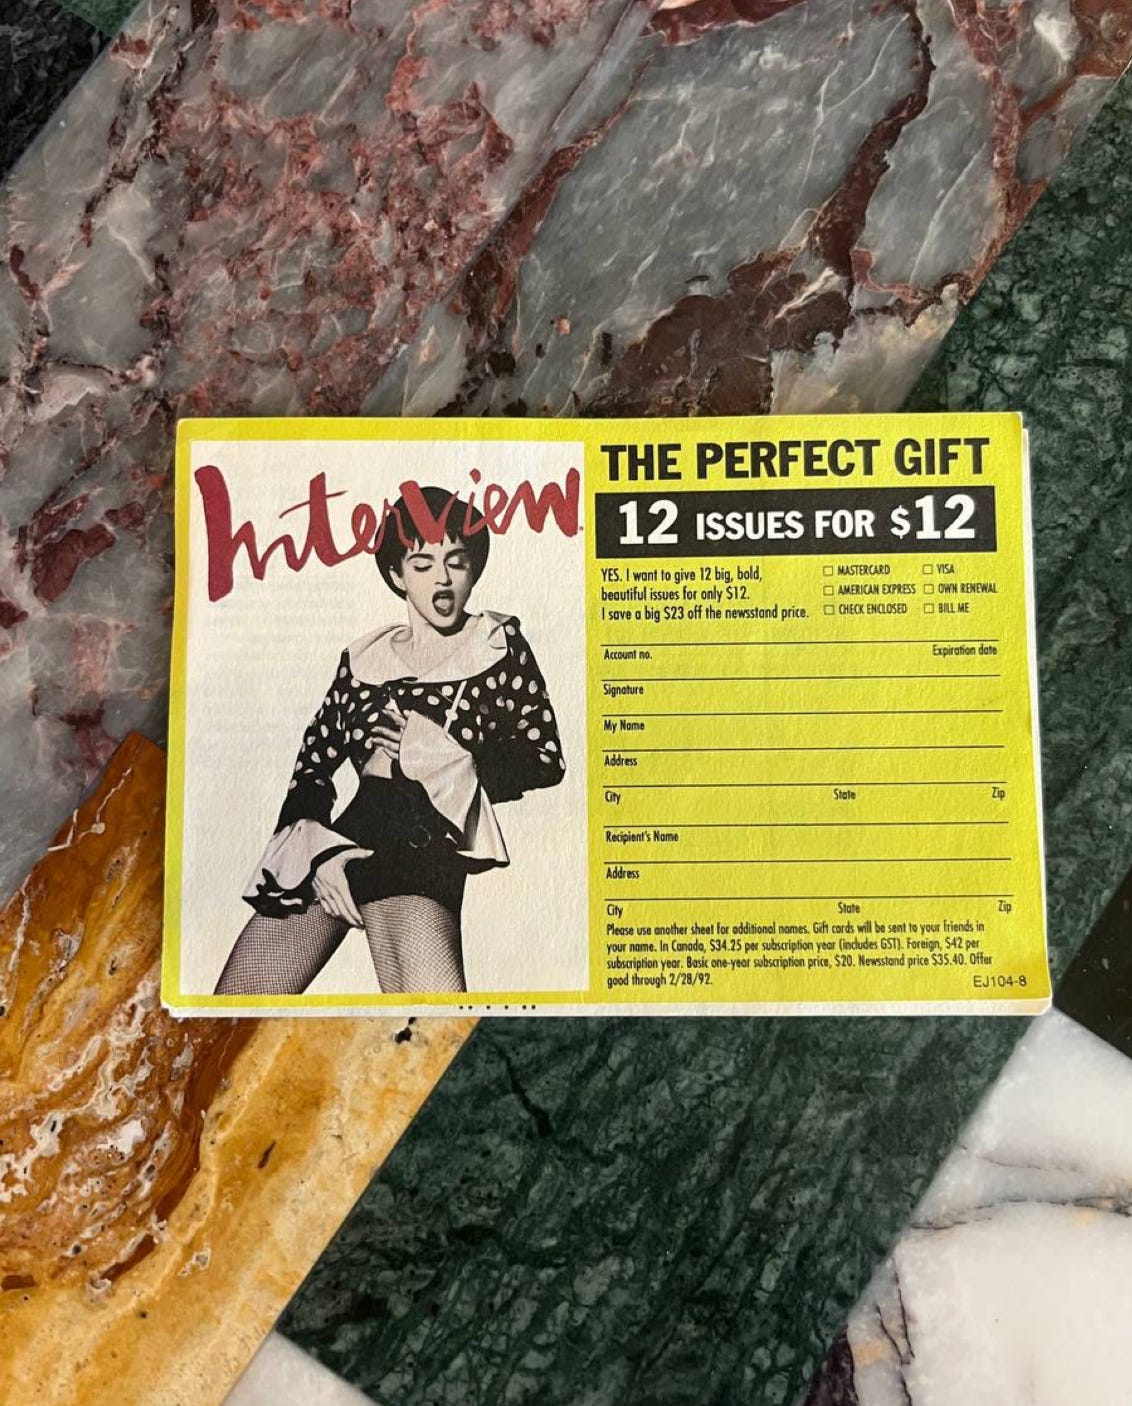 Interview
THE PERFECT GIFT
12 ISSUES FOR $12
YES. I want to give 12 big, bold,
beautiful issues for only $12.
I save a big $23 off the newsstand price.
☐ MASTERCARD ☐ VISA
☐ AMERICAN EXPRESS ☐ OWN RENEWAL
☐ CHECK ENCLOSED ☐ BILL ME
Account no. Expiration date
Signature
My Name
Address
City State Zip
Recipient's Name
Address
City State Zip
Please use another sheet for additional names. Gift cards will be sent to your friends in
your name. In Canada, $34.25 per subscription year (includes GST). Foreign, $42 per
subscription year. Basic one-year subscription price, $20. Newsstand price $35.40. Offer
good through 2/28/92.
EJ104-8